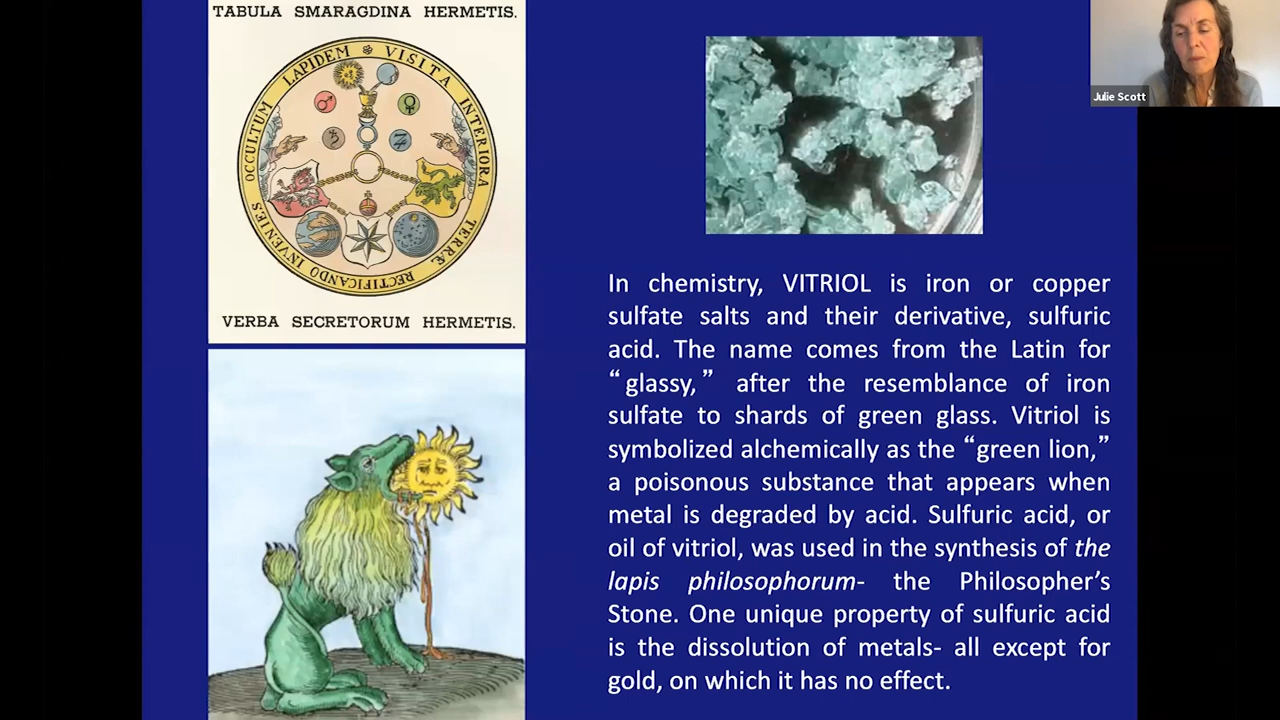 TABULA SMARAGDINA HERMETIS.
VISITA INTERIORA TERRÆ RECTIFICANDO INVENIES OCCULTUM LAPIDEM
VERBA SECRETORUM HERMETIS.
Julie Scott
In chemistry, VITRIOL is iron or copper
sulfate salts and their derivative, sulfuric
acid. The name comes from the Latin for
“glassy,” after the resemblance of iron
sulfate to shards of green glass. Vitriol is
symbolized alchemically as the “green lion,”
a poisonous substance that appears when
metal is degraded by acid. Sulfuric acid, or
oil of vitriol, was used in the synthesis of the
lapis philosophorum- the Philosopher’s
Stone. One unique property of sulfuric acid
is the dissolution of metals- all except for
gold, on which it has no effect.